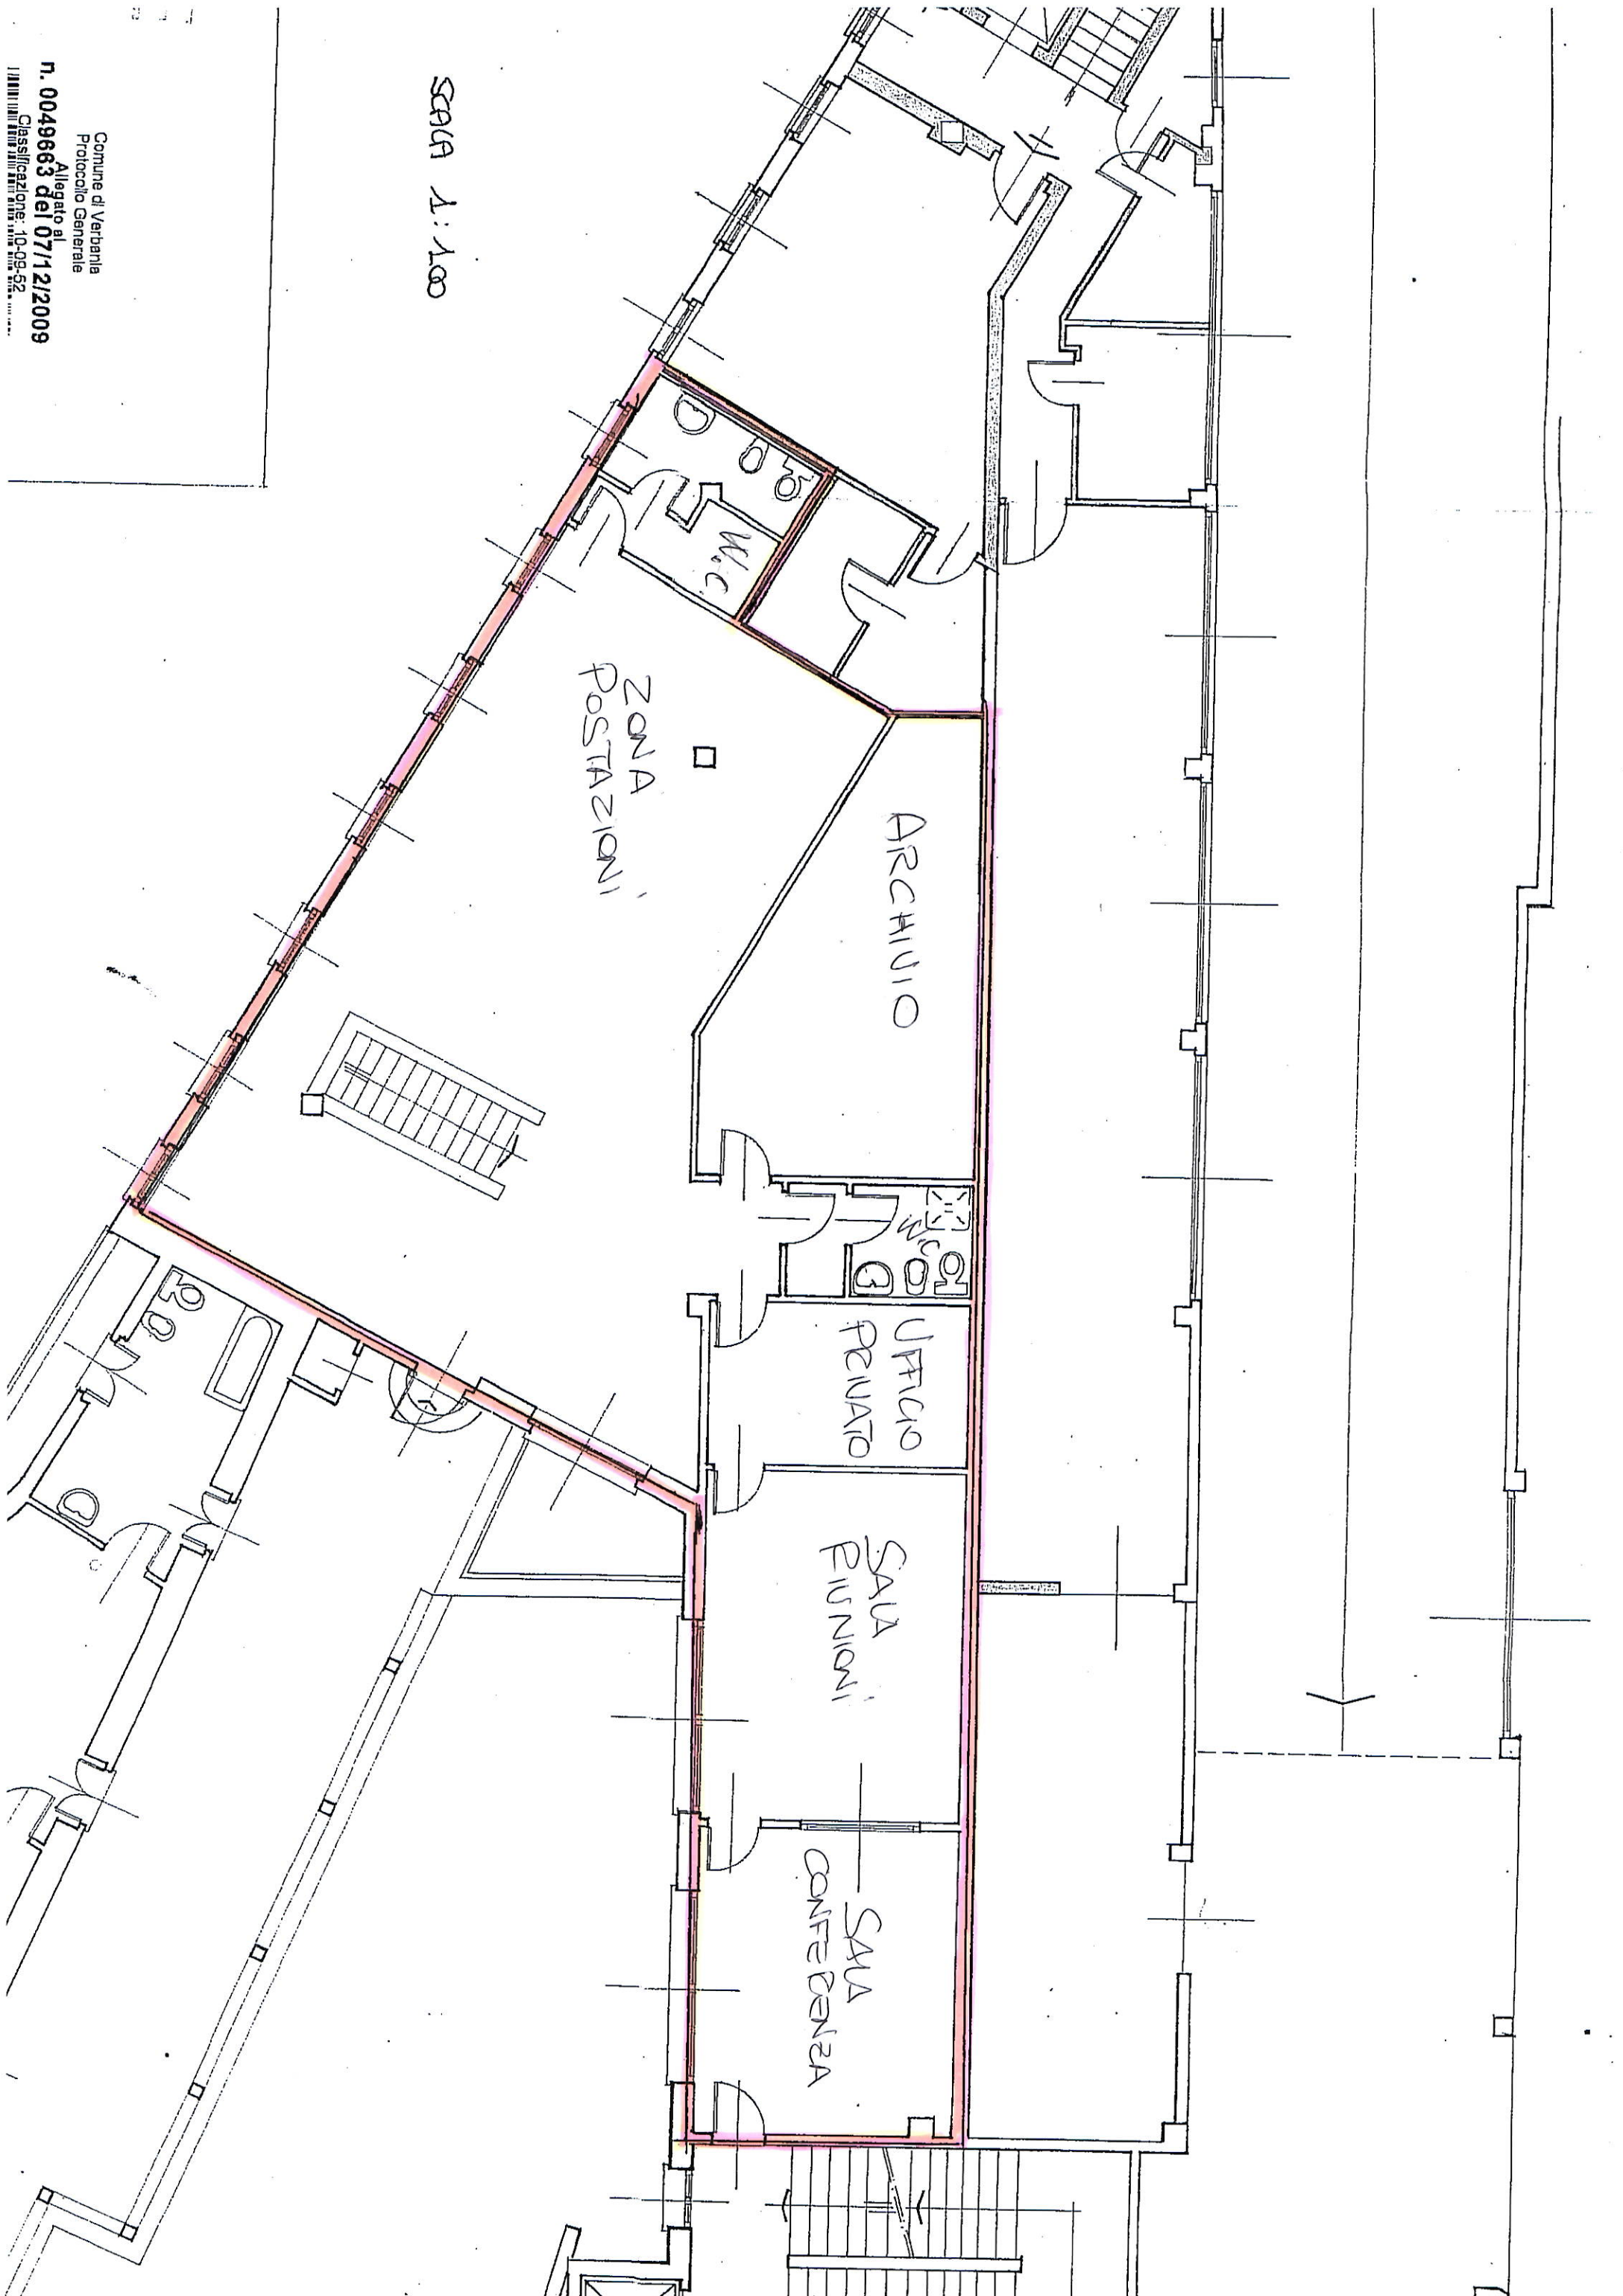 Comune di Verbania
Protocollo Generale
Allegato al
n. 0049663 del 07/12/2009
Classificazione: 10-09-52
SCALA 1:100
W.C.
ZONA
POSTAZIONI
ARCHIVIO
W.C
UFFICIO
PRIVATO
SALA
RIUNIONI
SALA
CONFERENZA